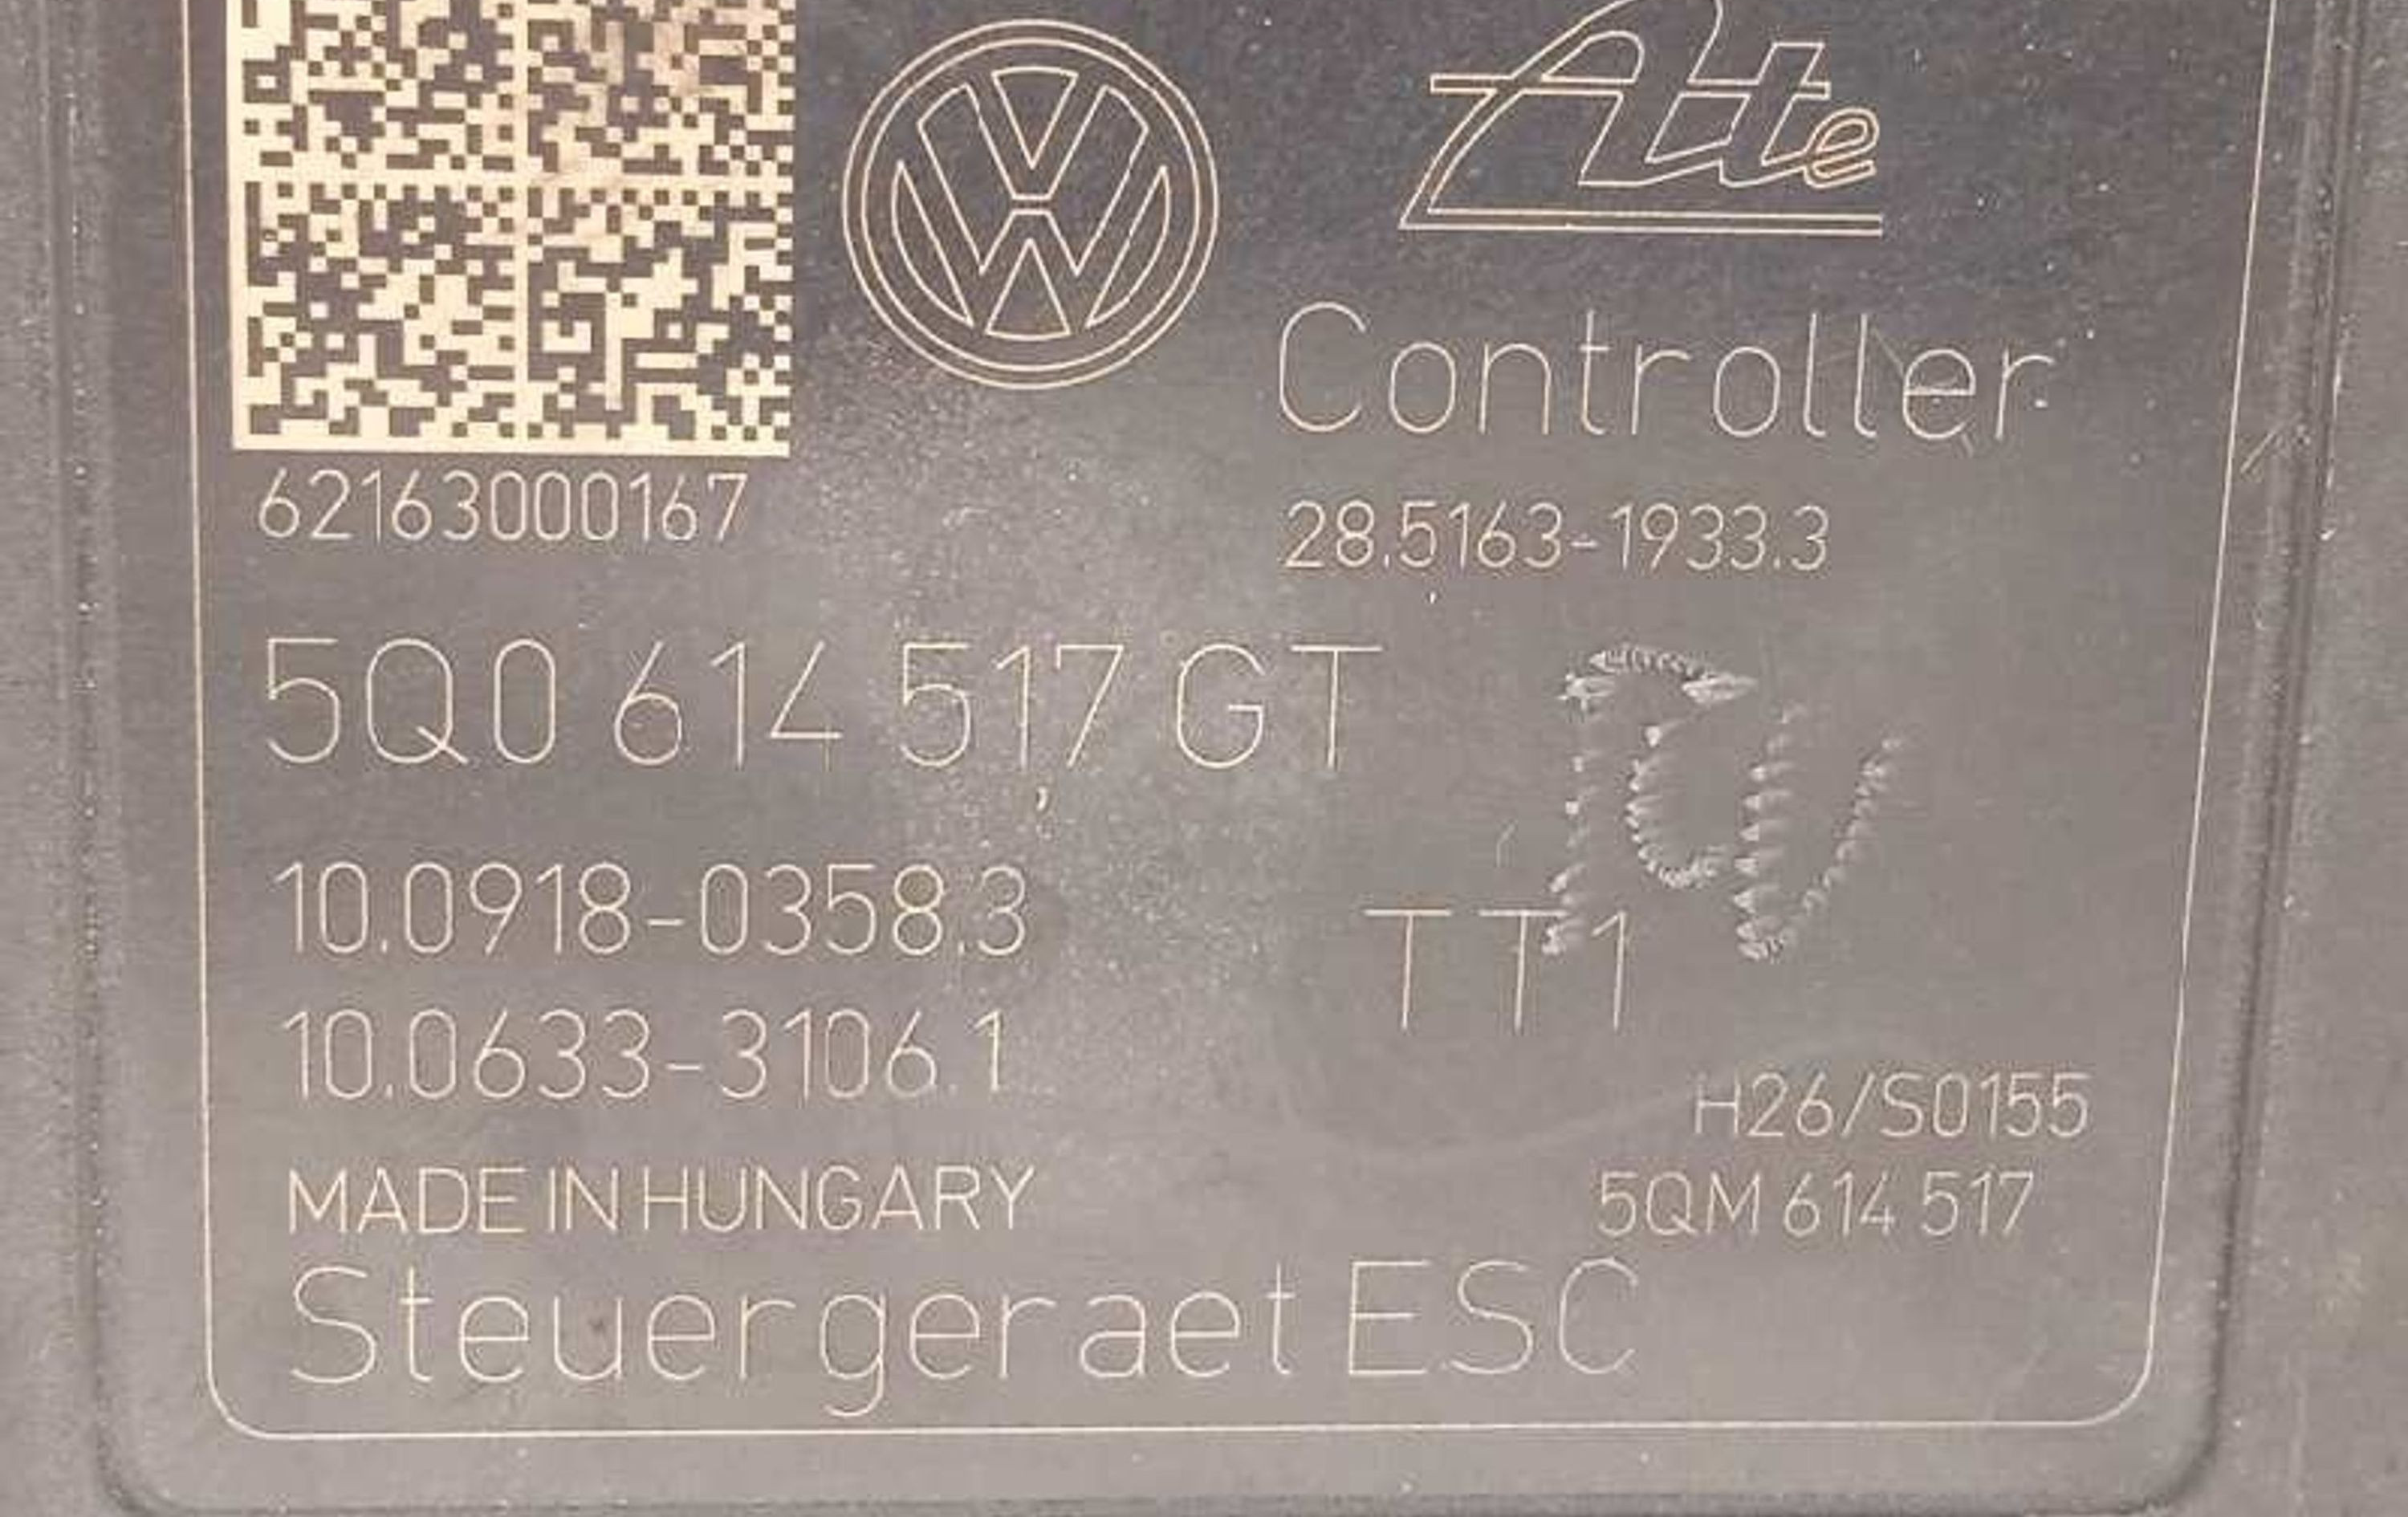 Ate
Controller
62163000167
28.5163-1933.3
5Q0 614 517 GT
10.0918-0358.3
TT1
10.0633-3106.1
H26/S0155
MADE IN HUNGARY
5QM 614 517
Steuergeraet ESC